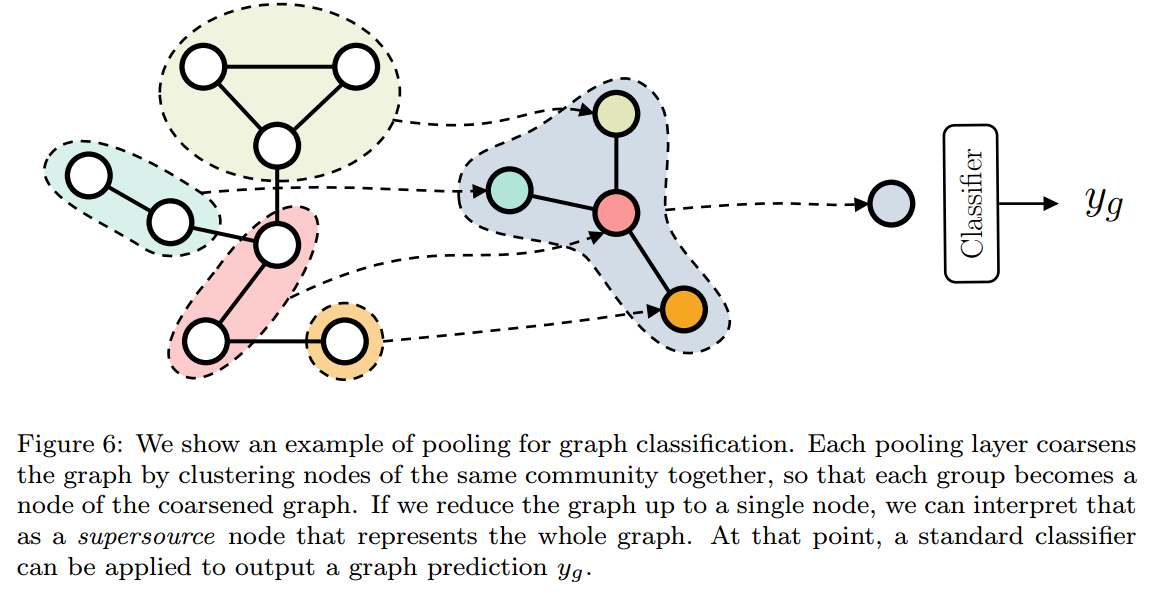 Classifier
y_g
Figure 6: We show an example of pooling for graph classification. Each pooling layer coarsens
the graph by clustering nodes of the same community together, so that each group becomes a
node of the coarsened graph. If we reduce the graph up to a single node, we can interpret that
as a supersource node that represents the whole graph. At that point, a standard classifier
can be applied to output a graph prediction y_g.